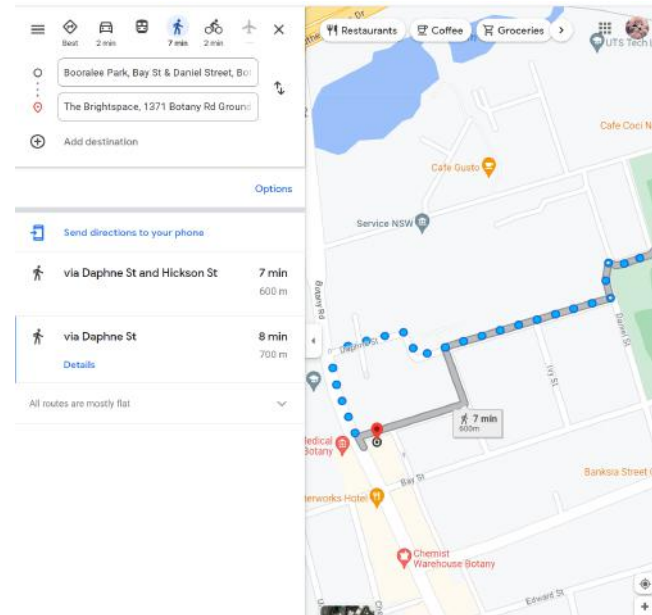 Best
2 min
7 min
2 min
Booralee Park, Bay St & Daniel Street, Bot
The Brightspace, 1371 Botany Rd Ground
Add destination
Options
Send directions to your phone
via Daphne St and Hickson St
7 min
600 m
via Daphne St
8 min
700 m
Details
All routes are mostly flat
Restaurants
Coffee
Groceries
Dr
UTS Tech
Cafe Coci N
Cafe Gusto
Service NSW
Botany Rd
Daphne St
Daniel St
Ivy St
7 min
600m
edical
Botany
Bay St
Banksia Street
erworks Hotel
Chemist
Warehouse Botany
Edward St